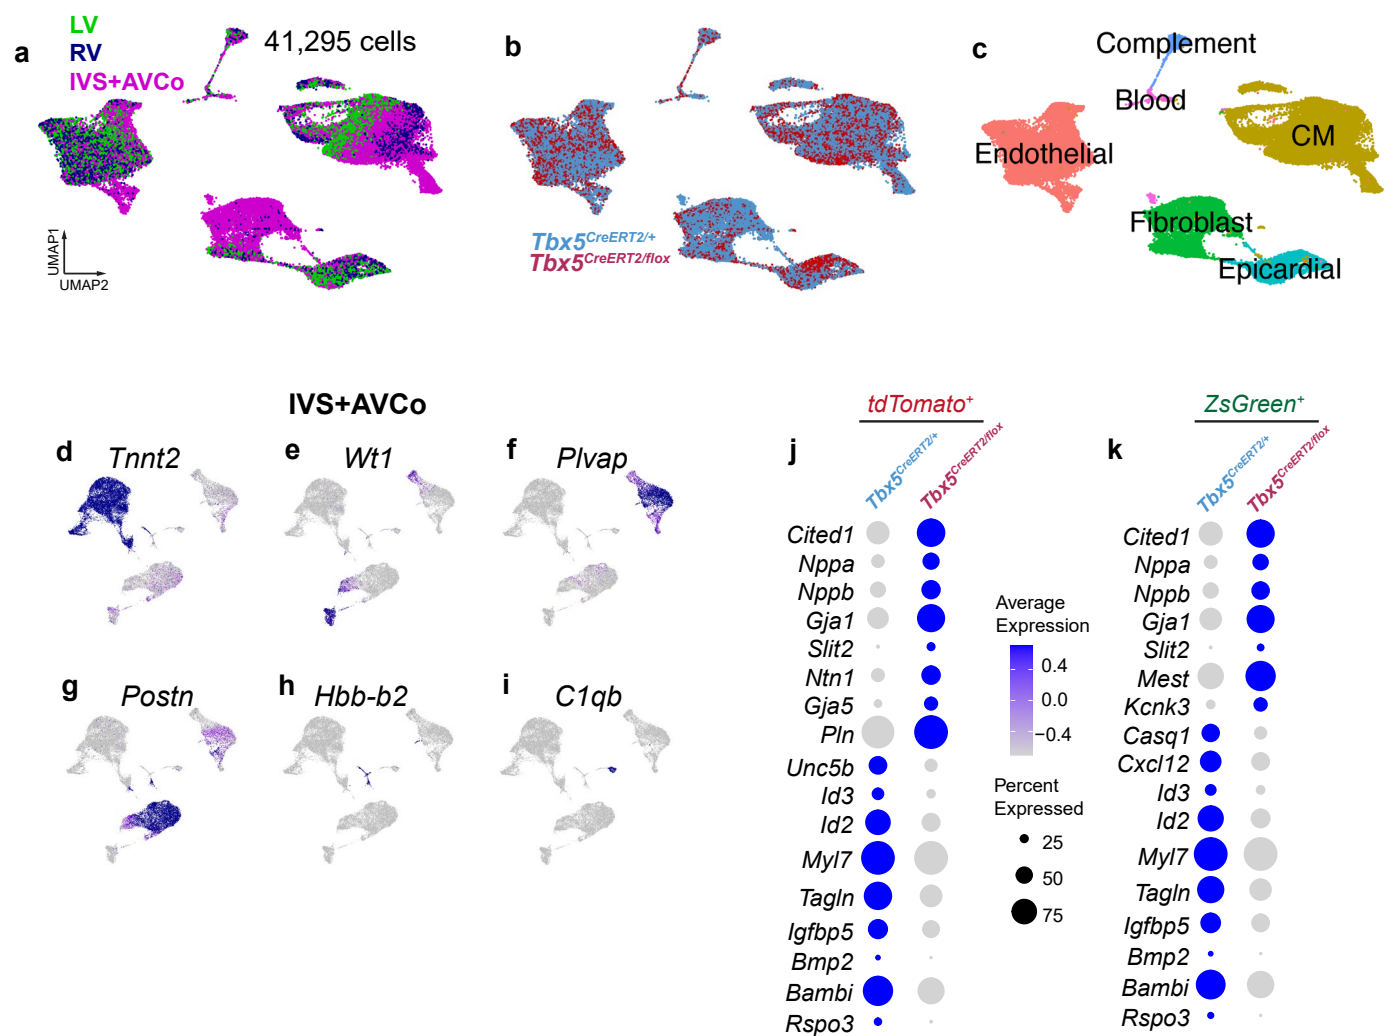 a
LV
RV
IVS+AVCo
41,295 cells
UMAP1
UMAP2
b
Tbx5CreERT2/+
Tbx5CreERT2/flox
c
Complement
Blood
Endothelial
CM
Fibroblast
Epicardial
IVS+AVCo
d
Tnnt2
e
Wt1
f
Plvap
g
Postn
h
Hbb-b2
i
C1qb
j
tdTomato+
Tbx5CreERT2/+
Tbx5CreERT2/flox
Cited1
Nppa
Nppb
Gja1
Slit2
Ntn1
Gja5
Pln
Unc5b
Id3
Id2
Myl7
Tagln
Igfbp5
Bmp2
Bambi
Rspo3
Average
Expression
0.4
0.0
−0.4
Percent
Expressed
25
50
75
k
ZsGreen+
Tbx5CreERT2/+
Tbx5CreERT2/flox
Cited1
Nppa
Nppb
Gja1
Slit2
Mest
Kcnk3
Casq1
Cxcl12
Id3
Id2
Myl7
Tagln
Igfbp5
Bmp2
Bambi
Rspo3